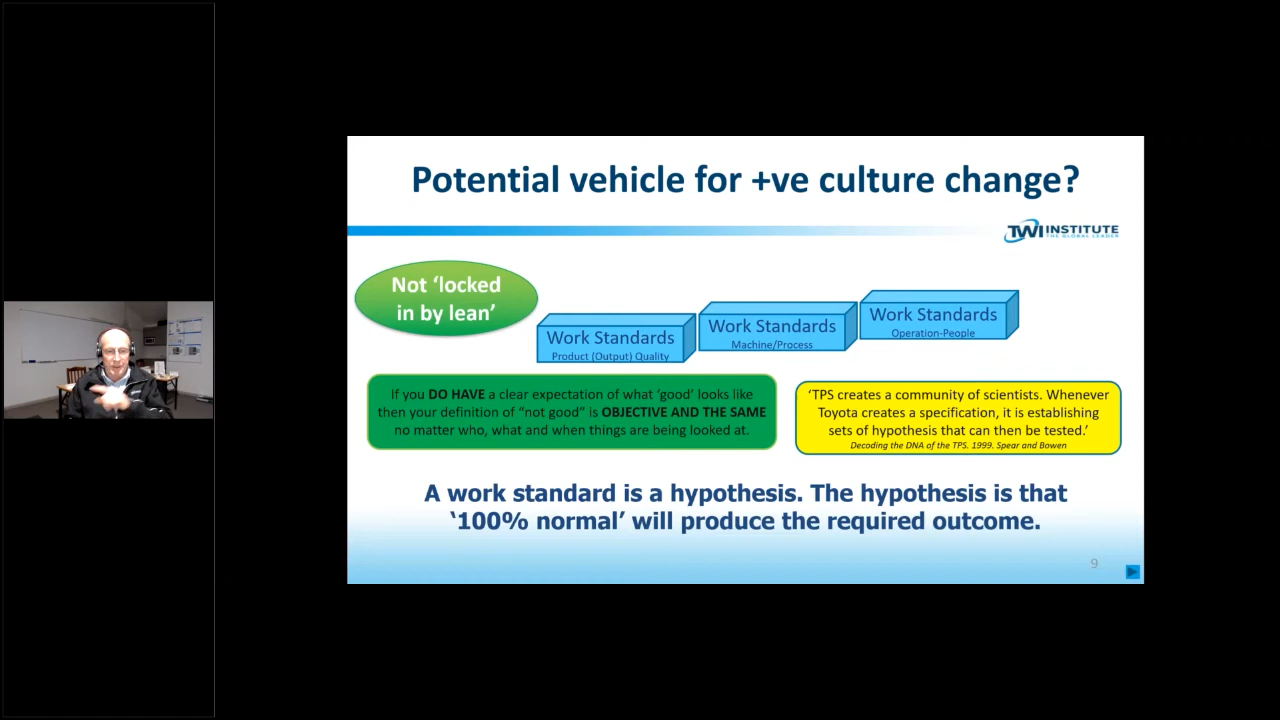 Potential vehicle for +ve culture change?
TWI INSTITUTE
THE GLOBAL LEADER
Not ‘locked
in by lean’
Work Standards
Product (Output) Quality
Work Standards
Machine/Process
Work Standards
Operation-People
If you DO HAVE a clear expectation of what ‘good’ looks like
then your definition of “not good” is OBJECTIVE AND THE SAME
no matter who, what and when things are being looked at.
‘TPS creates a community of scientists. Whenever
Toyota creates a specification, it is establishing
sets of hypothesis that can then be tested.’
Decoding the DNA of the TPS. 1999. Spear and Bowen
A work standard is a hypothesis. The hypothesis is that
‘100% normal’ will produce the required outcome.
9